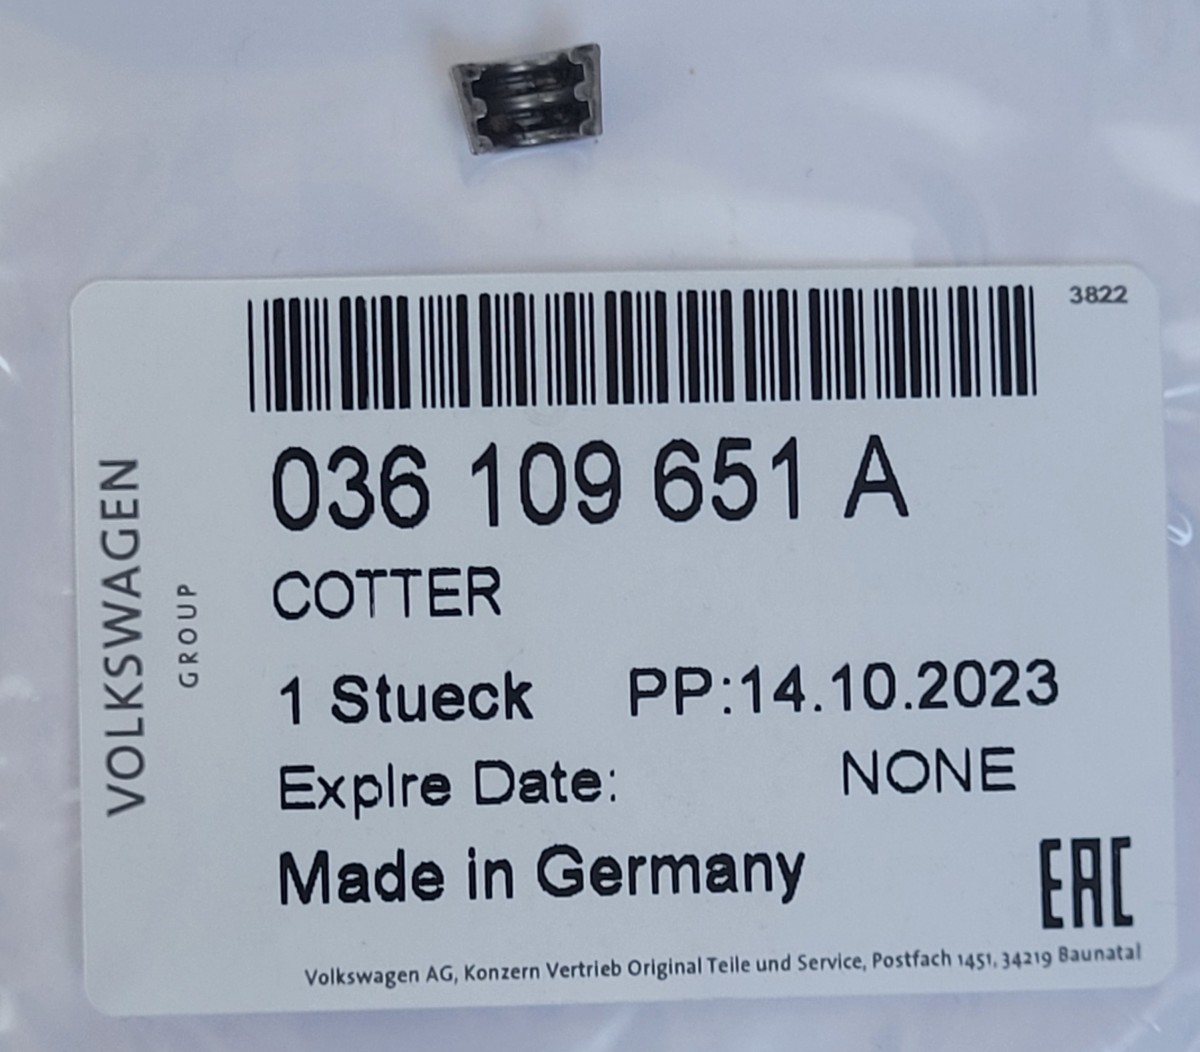 3822
036 109 651 A
COTTER
1 Stueck PP:14.10.2023
Expire Date: NONE
Made in Germany
EAC
Volkswagen AG, Konzern Vertrieb Original Teile und Service, Postfach 1451, 34219 Baunatal
VOLKSWAGEN
GROUP